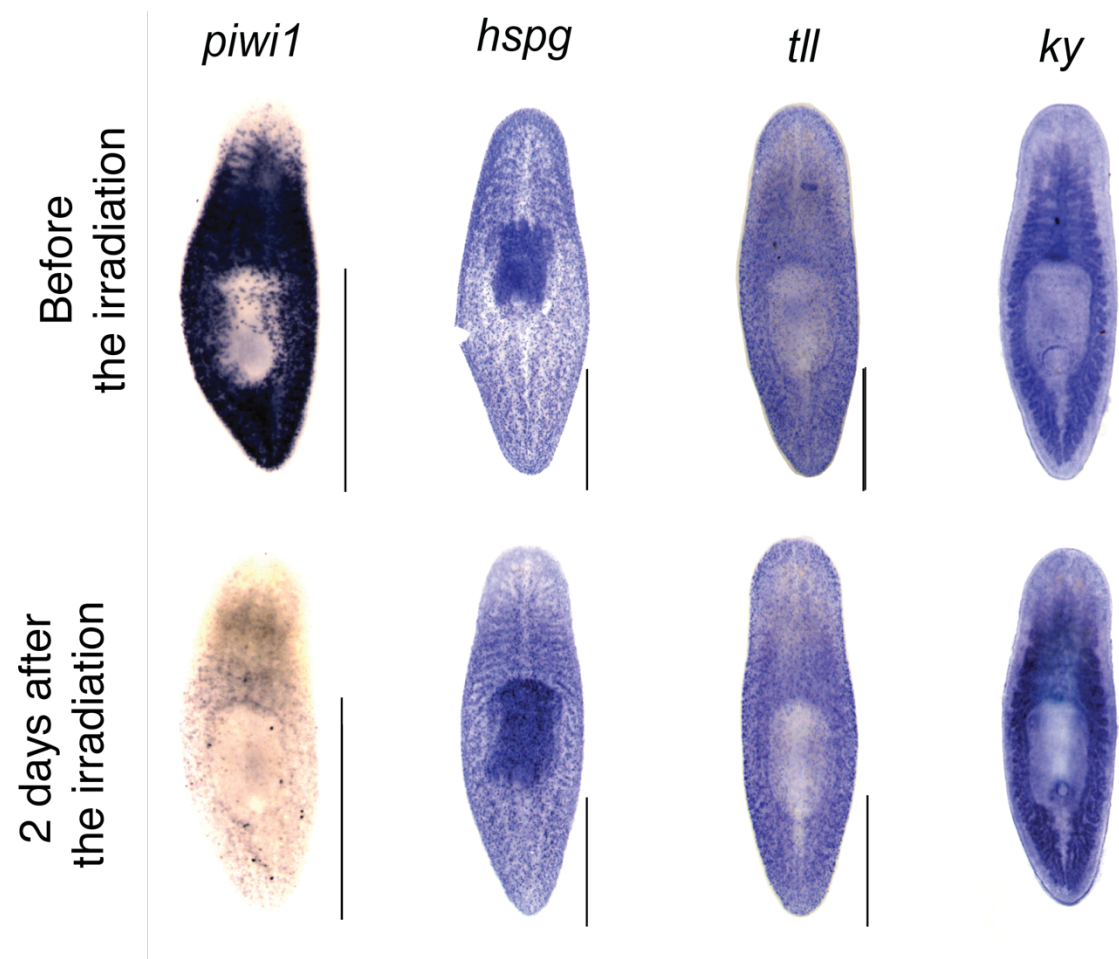 piwi1
hspg
tll
ky
Before
the irradiation
2 days after
the irradiation